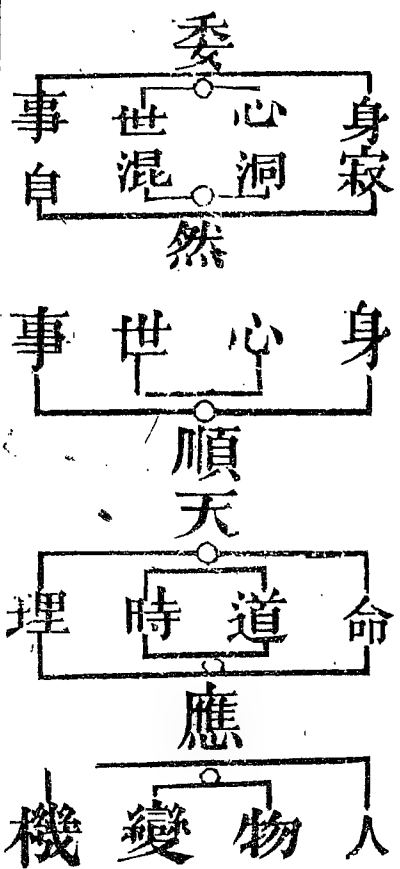 委
身心世事
寂洞混自
然
身心世事
順
天
命道時理
應
人物變機